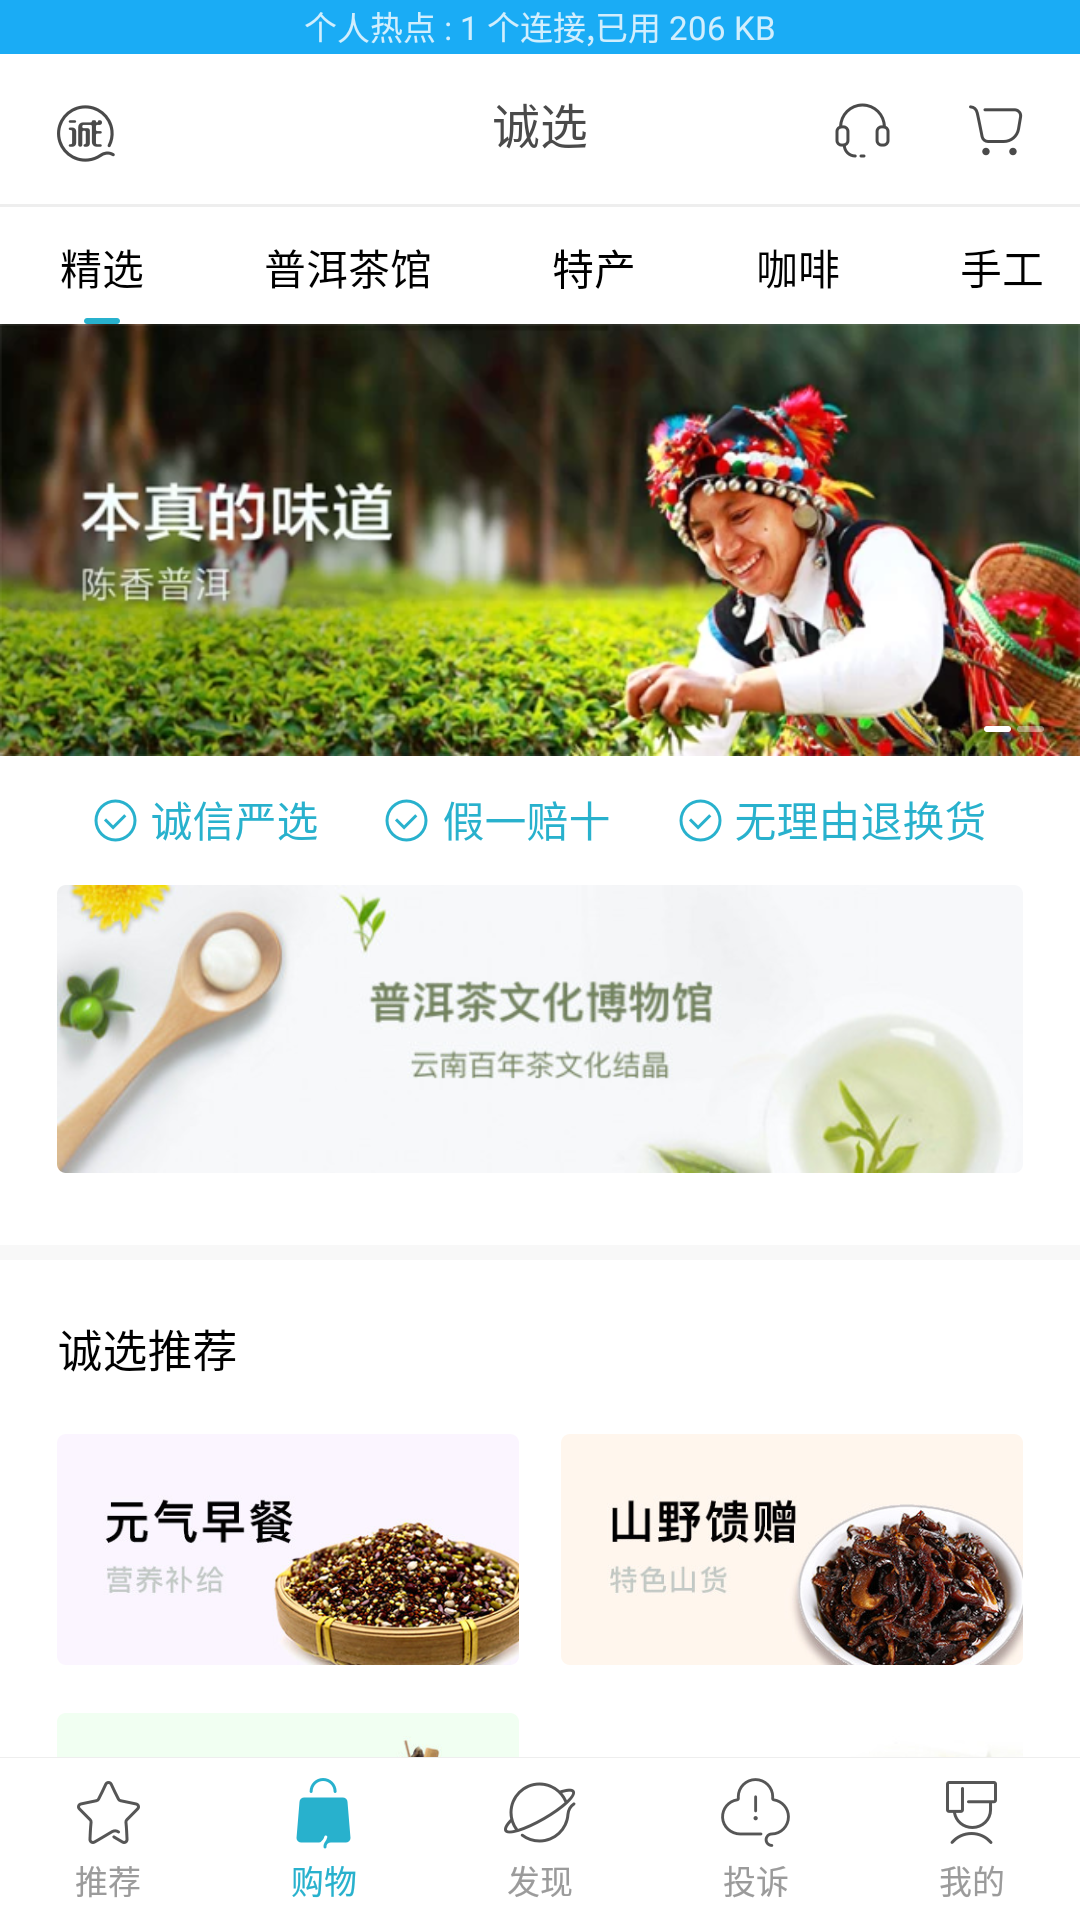 个人热点 : 1 个连接,已用 206 KB
诚
诚选
精选 普洱茶馆 特产 咖啡 手工
本真的味道
陈香普洱
诚信严选 假一赔十 无理由退换货
普洱茶文化博物馆
云南百年茶文化结晶
诚选推荐
元气早餐
营养补给
山野馈赠
特色山货
推荐 购物 发现 投诉 我的